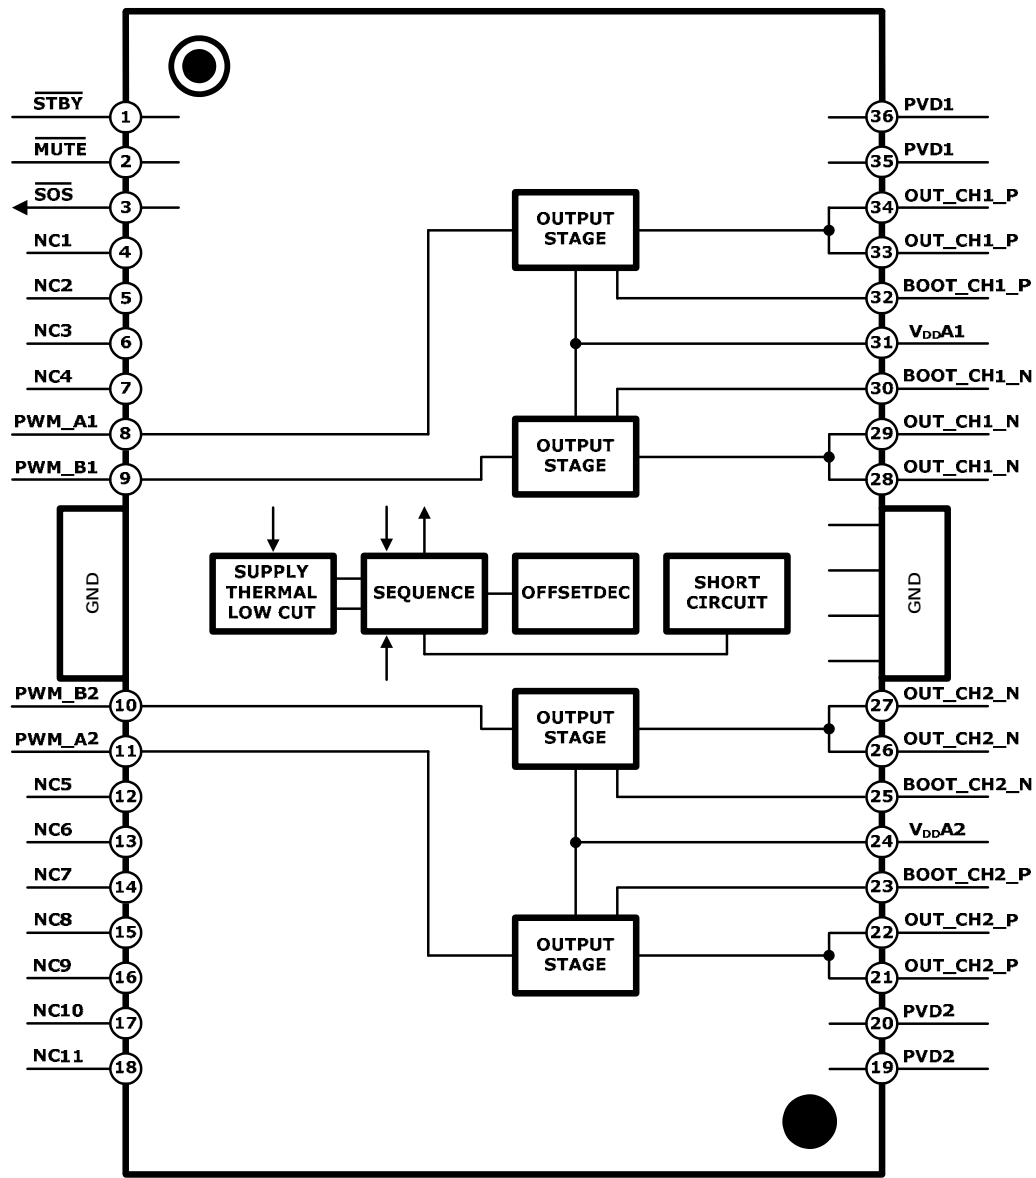 STBY
1
MUTE
2
SOS
3
NC1
4
NC2
5
NC3
6
NC4
7
PWM_A1
8
PWM_B1
9
GND
PWM_B2
10
PWM_A2
11
NC5
12
NC6
13
NC7
14
NC8
15
NC9
16
NC10
17
NC11
18
OUTPUT
STAGE
OUTPUT
STAGE
SUPPLY
THERMAL
LOW CUT
SEQUENCE
OFFSETDEC
SHORT
CIRCUIT
OUTPUT
STAGE
OUTPUT
STAGE
36
PVD1
35
PVD1
34
OUT_CH1_P
33
OUT_CH1_P
32
BOOT_CH1_P
31
VDDA1
30
BOOT_CH1_N
29
OUT_CH1_N
28
OUT_CH1_N
GND
27
OUT_CH2_N
26
OUT_CH2_N
25
BOOT_CH2_N
24
VDDA2
23
BOOT_CH2_P
22
OUT_CH2_P
21
OUT_CH2_P
20
PVD2
19
PVD2